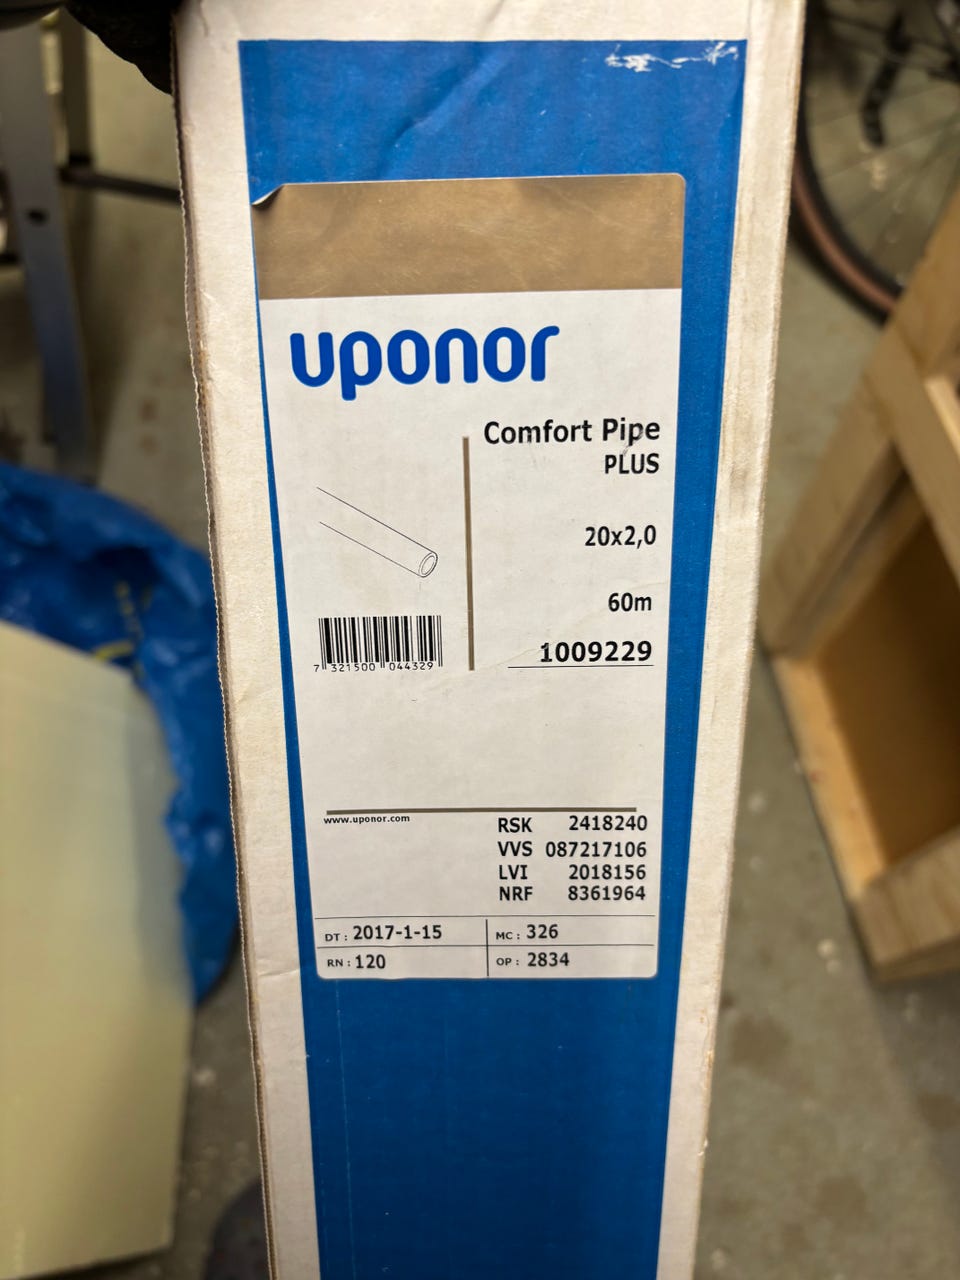 uponor
Comfort Pipe
PLUS
20x2,0
60m
1009229
7 321500 044329
www.uponor.com
RSK 2418240
VVS 087217106
LVI 2018156
NRF 8361964
DT : 2017-1-15 MC : 326
RN : 120 OP : 2834